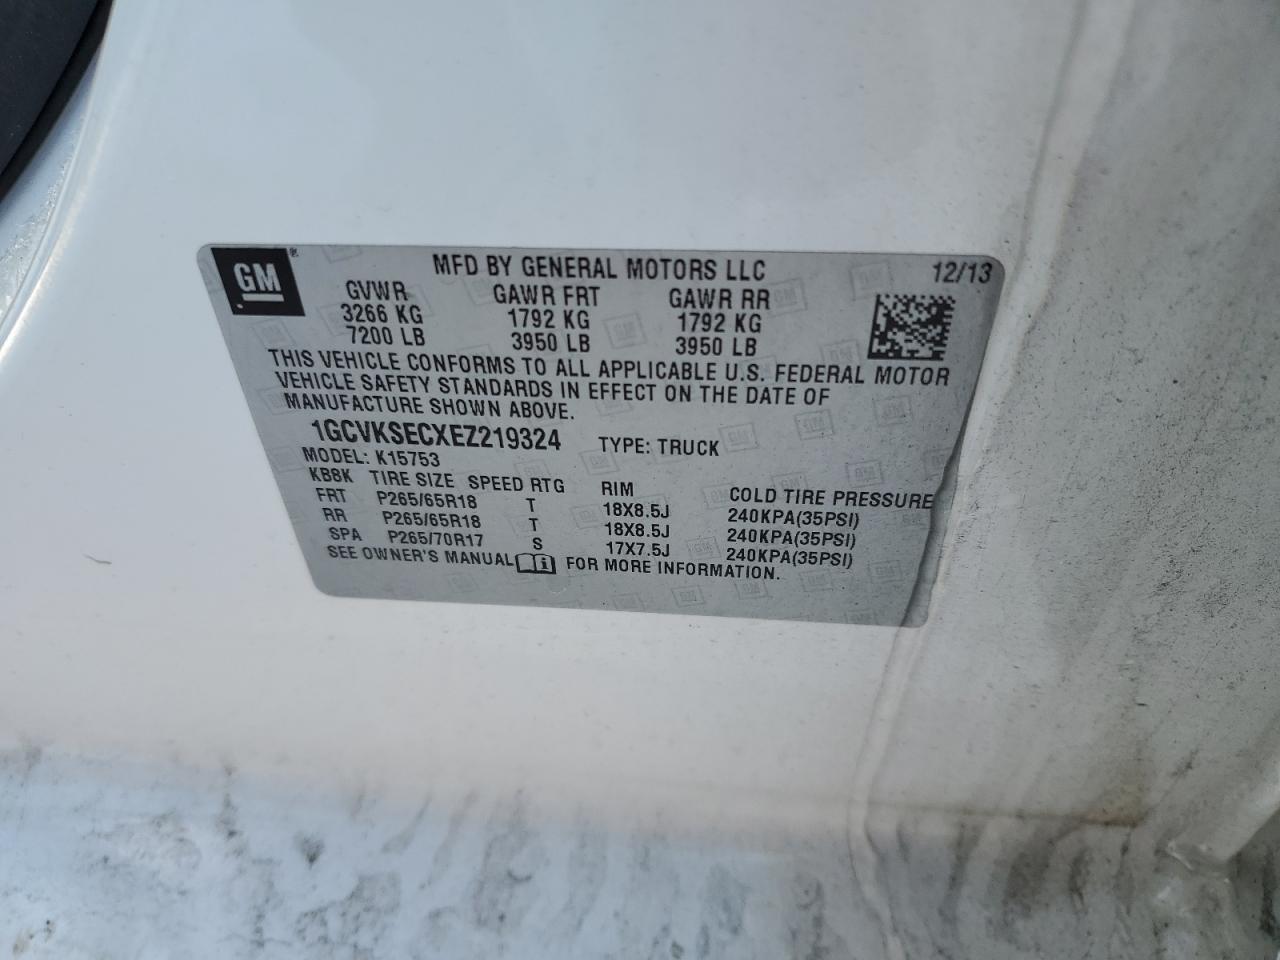 GM ®
MFD BY GENERAL MOTORS LLC 12/13
GVWR GAWR FRT GAWR RR
3266 KG 1792 KG 1792 KG
7200 LB 3950 LB 3950 LB
THIS VEHICLE CONFORMS TO ALL APPLICABLE U.S. FEDERAL MOTOR
VEHICLE SAFETY STANDARDS IN EFFECT ON THE DATE OF
MANUFACTURE SHOWN ABOVE.
1GCVKSECXEZ219324 TYPE: TRUCK
MODEL: K15753
KB8K TIRE SIZE SPEED RTG RIM COLD TIRE PRESSURE
FRT P265/65R18 T 18X8.5J 240KPA(35PSI)
RR P265/65R18 T 18X8.5J 240KPA(35PSI)
SPA P265/70R17 S 17X7.5J 240KPA(35PSI)
SEE OWNER'S MANUAL i FOR MORE INFORMATION.